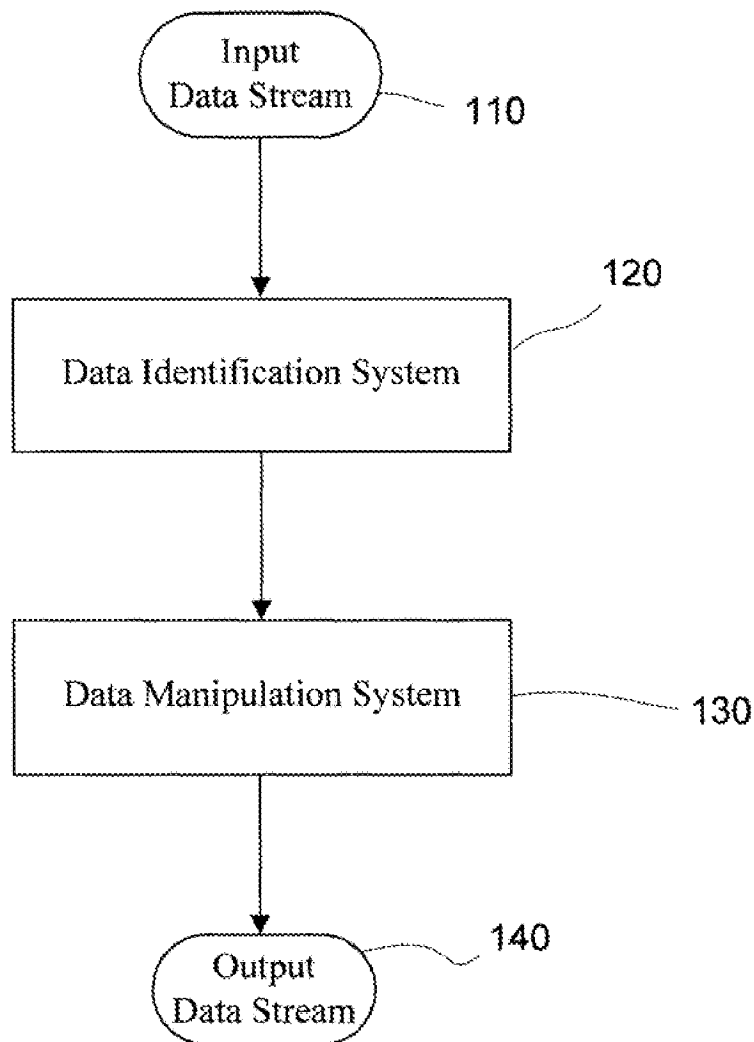 Input
Data Stream
110
120
Data Identification System
Data Manipulation System
130
140
Output
Data Stream